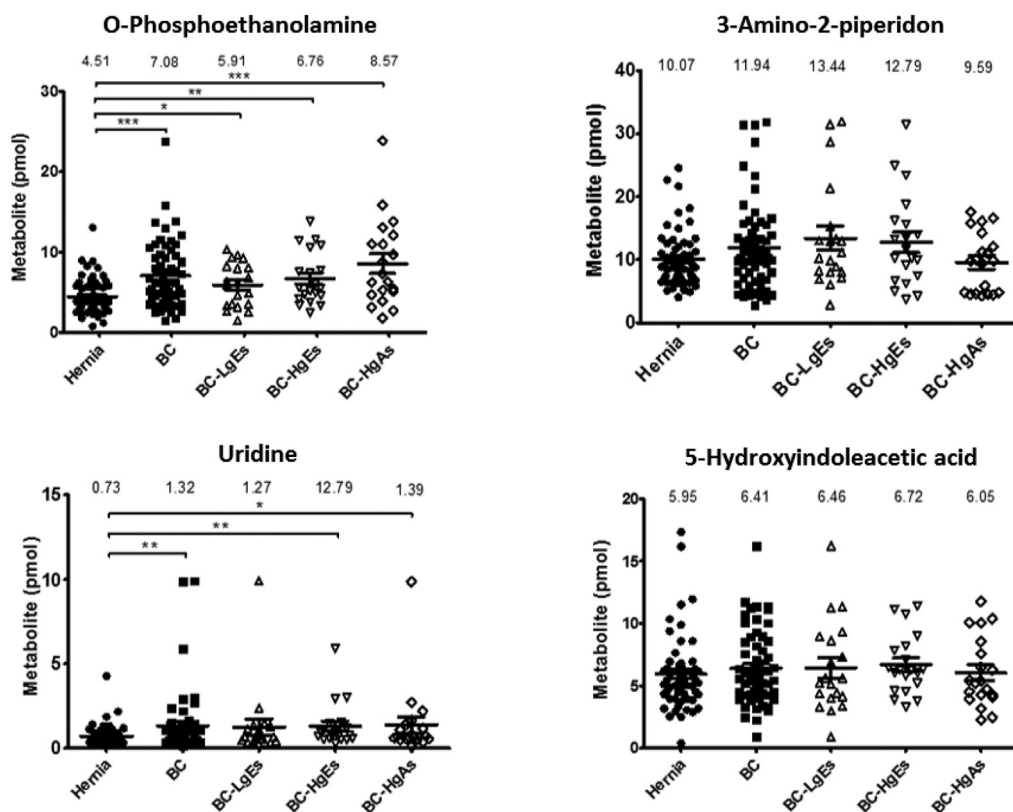 O-Phosphoethanolamine
4.51 7.08 5.91 6.76 8.57
***
**
*
***
Metabolite (pmol)
30
20
10
0
Hernia BC BC-LgEs BC-HgEs BC-HgAs
3-Amino-2-piperidon
10.07 11.94 13.44 12.79 9.59
Metabolite (pmol)
40
30
20
10
0
Hernia BC BC-LgEs BC-HgEs BC-HgAs
Uridine
0.73 1.32 1.27 12.79 1.39
*
**
**
Metabolite (pmol)
15
10
5
0
Hernia BC BC-LgEs BC-HgEs BC-HgAs
5-Hydroxyindoleacetic acid
5.95 6.41 6.46 6.72 6.05
Metabolite (pmol)
20
15
10
5
0
Hernia BC BC-LgEs BC-HgEs BC-HgAs